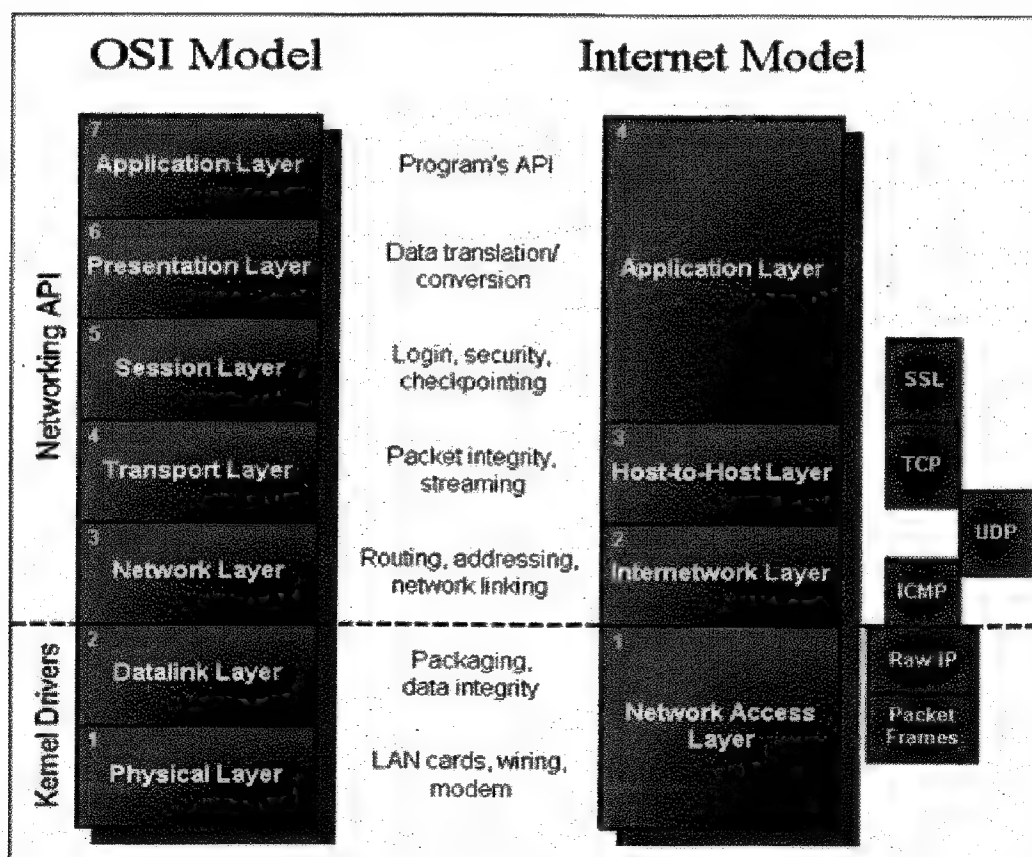 OSI Model
Internet Model
Networking API
Kernel Drivers
7
Application Layer
6
Presentation Layer
5
Session Layer
4
Transport Layer
3
Network Layer
2
Datalink Layer
1
Physical Layer
Program's API
Data translation/
conversion
Login, security,
checkpointing
Packet integrity,
streaming
Routing, addressing,
network linking
Packaging,
data integrity
LAN cards, wiring,
modem
4
Application Layer
3
Host-to-Host Layer
2
Internetwork Layer
1
Network Access
Layer
SSL
TCP
UDP
ICMP
Raw IP
Packet
Frames